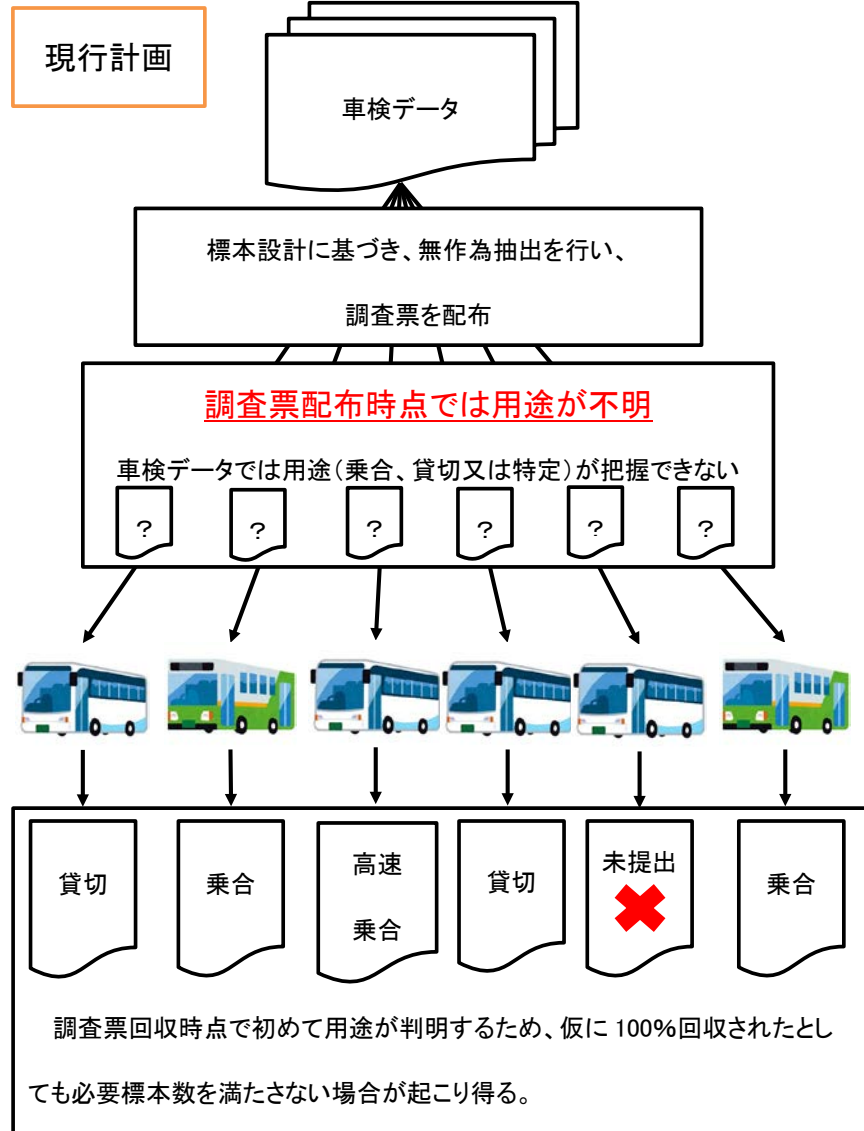 現行計画
車検データ
標本設計に基づき、無作為抽出を行い、
調査票を配布
調査票配布時点では用途が不明
車検データでは用途(乗合、貸切又は特定)が把握できない
? ? ? ? ? ?
貸切
乗合
高速
乗合
貸切
未提出
乗合
調査票回収時点で初めて用途が判明するため、仮に 100%回収されたとし
ても必要標本数を満たさない場合が起こり得る。